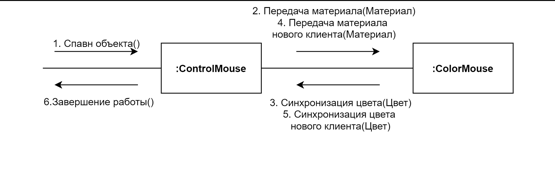 2. Передача материала(Материал)
4. Передача материала
нового клиента(Материал)
1. Спавн объекта()
:ControlMouse
:ColorMouse
6.Завершение работы()
3. Синхронизация цвета(Цвет)
5. Синхронизация цвета
нового клиента(Цвет)